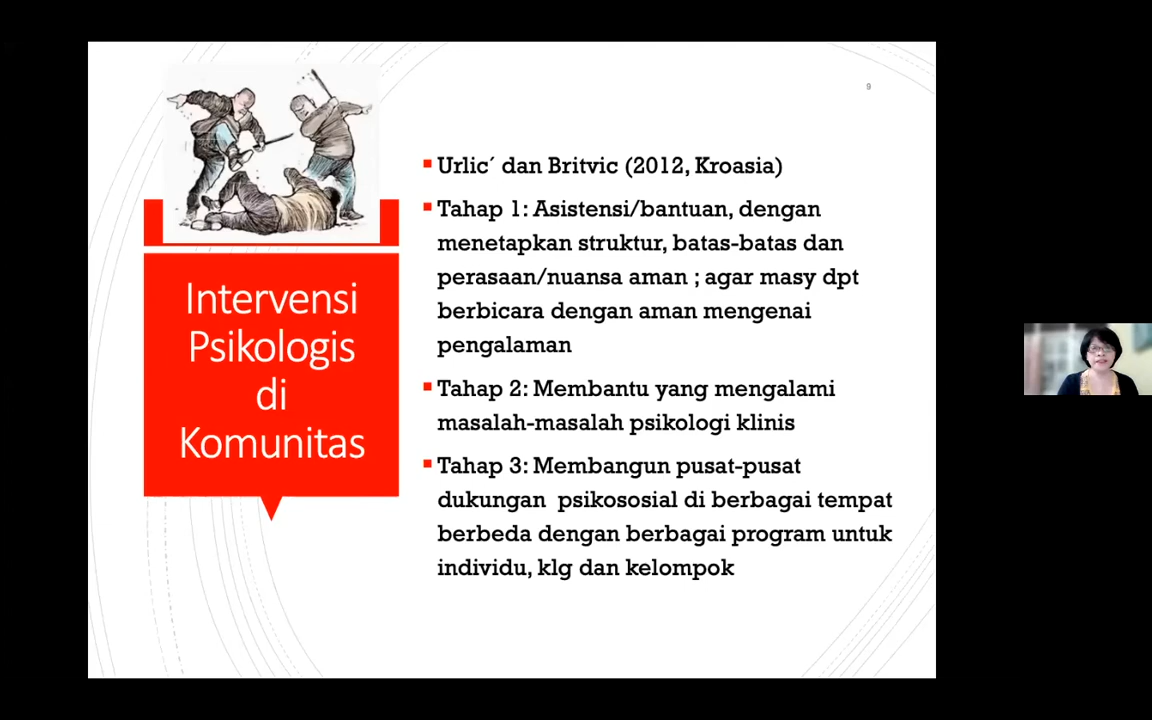 9
Intervensi
Psikologis
di
Komunitas
Urlic´ dan Britvic (2012, Kroasia)
Tahap 1: Asistensi/bantuan, dengan
menetapkan struktur, batas-batas dan
perasaan/nuansa aman ; agar masy dpt
berbicara dengan aman mengenai
pengalaman
Tahap 2: Membantu yang mengalami
masalah-masalah psikologi klinis
Tahap 3: Membangun pusat-pusat
dukungan psikososial di berbagai tempat
berbeda dengan berbagai program untuk
individu, klg dan kelompok